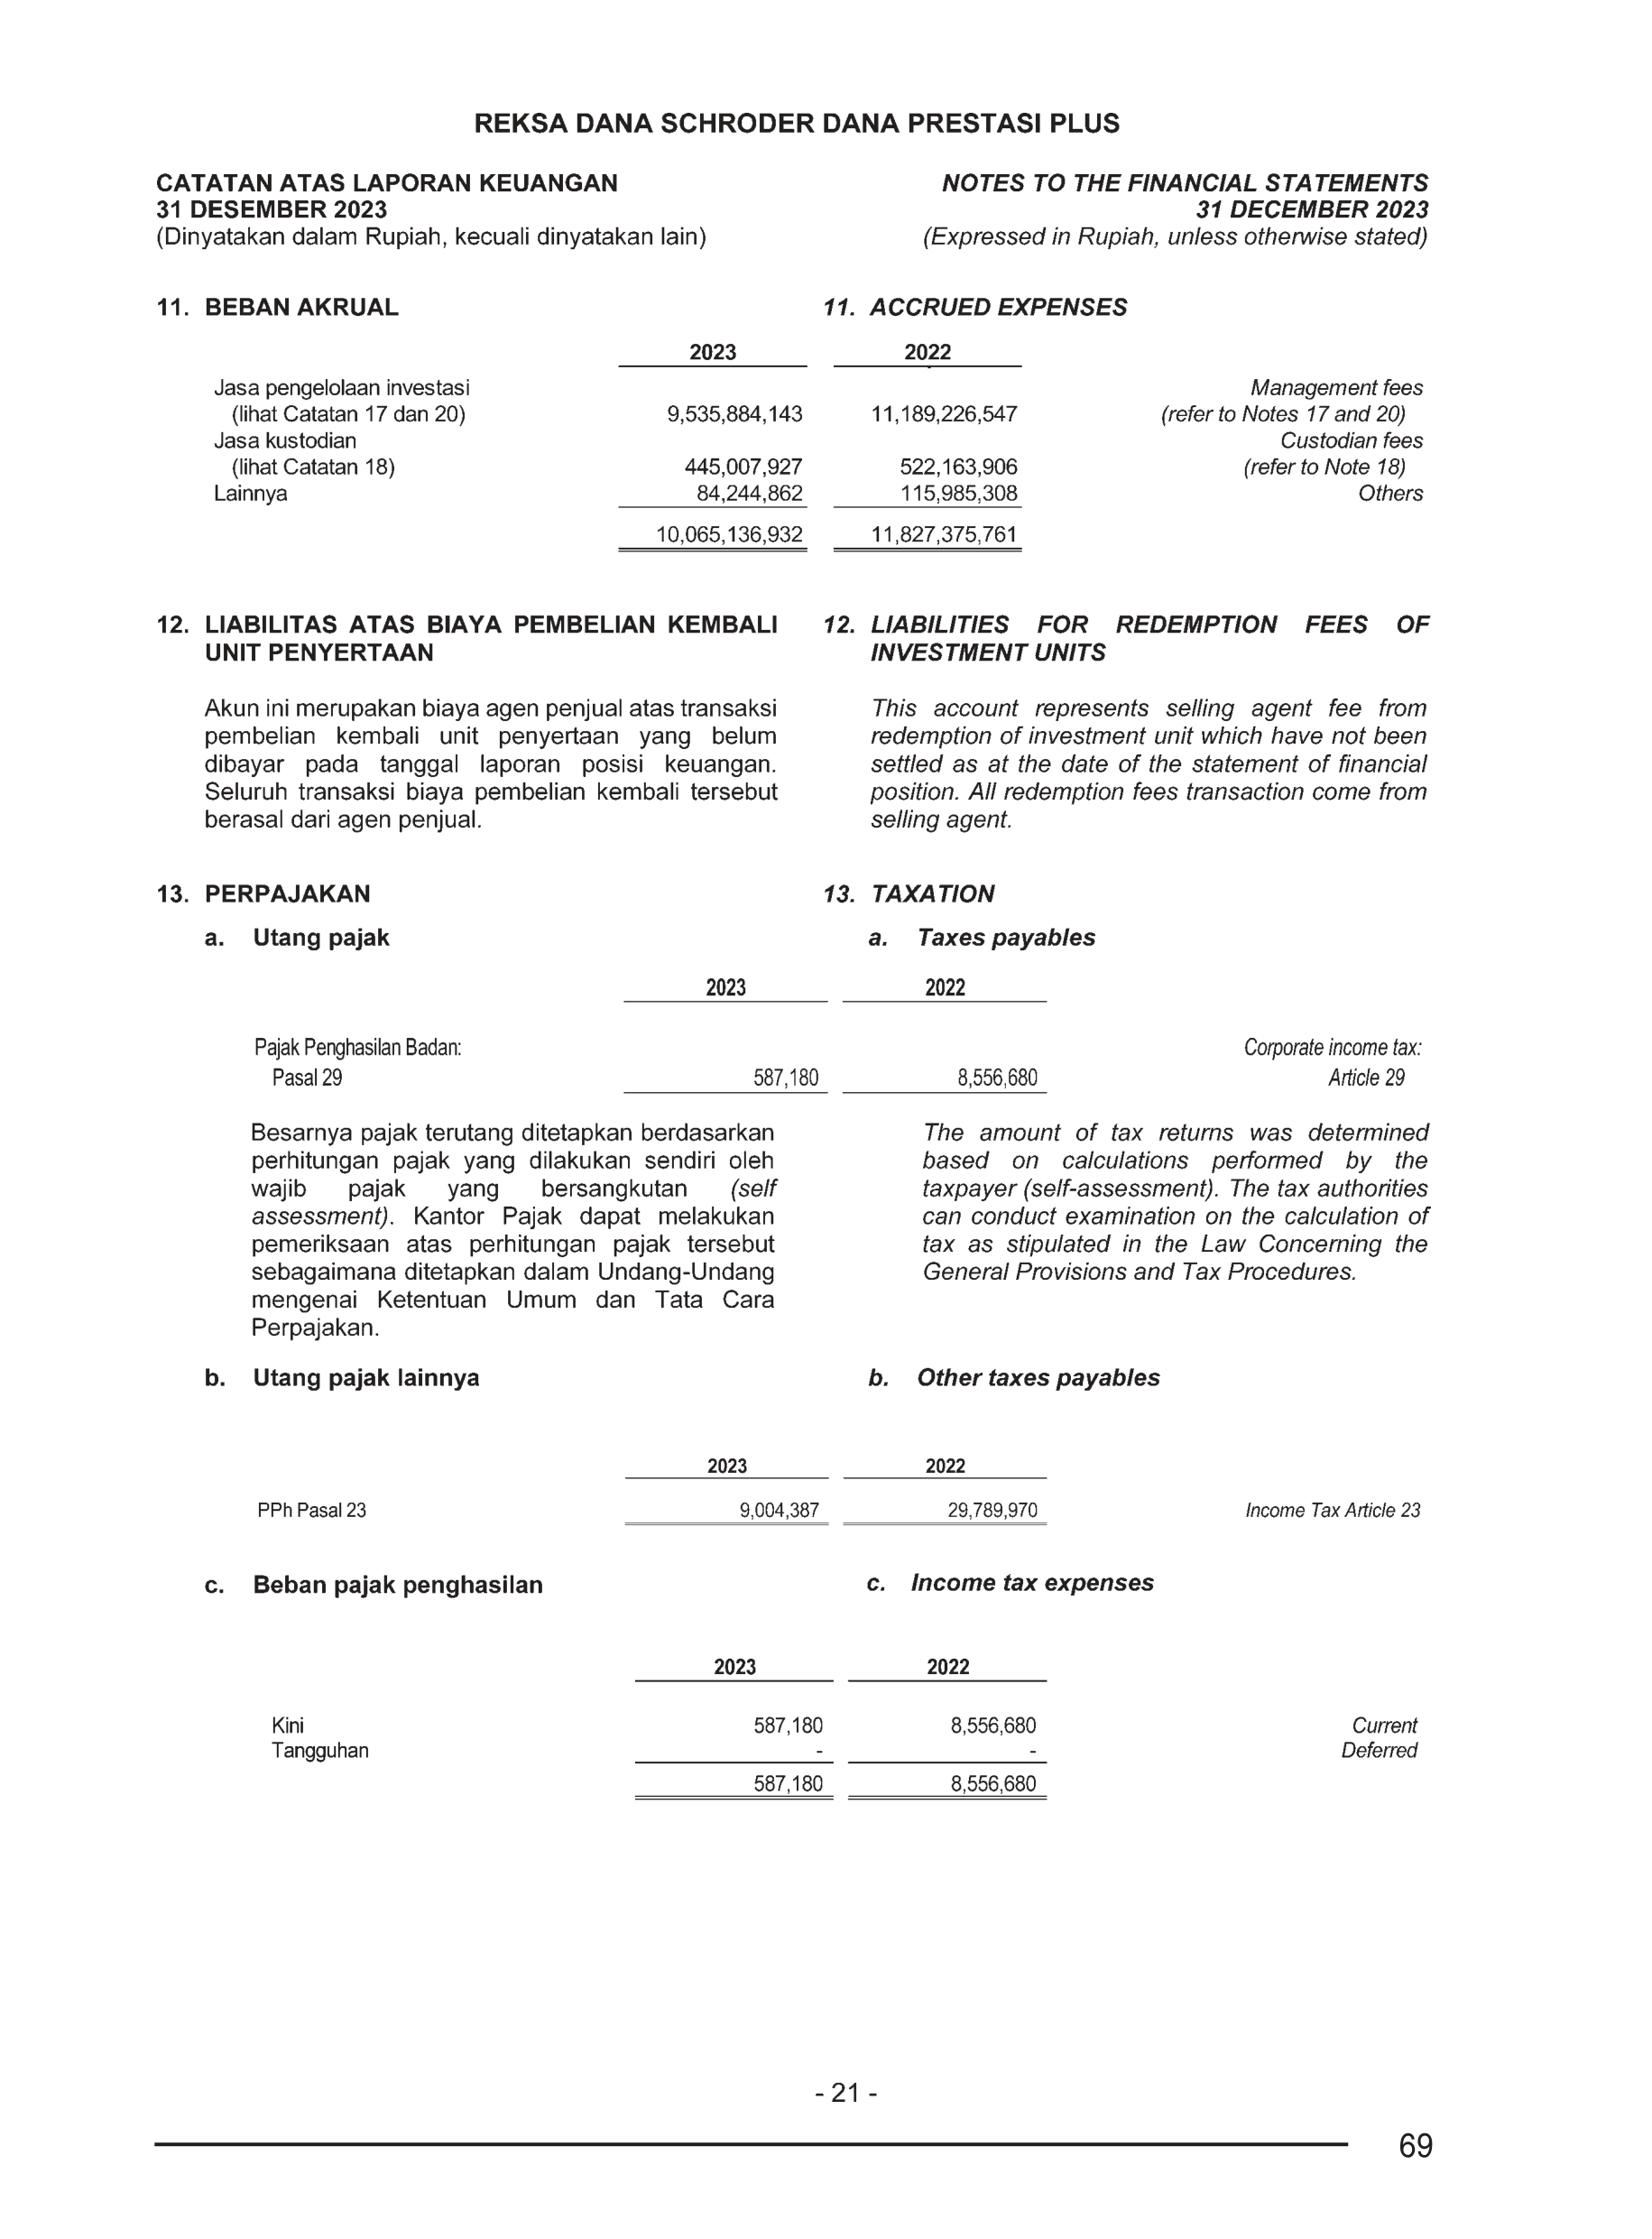 REKSA DANA SCHRODER DANA PRESTASI PLUS
CATATAN ATAS LAPORAN KEUANGAN
31 DESEMBER 2023
(Dinyatakan dalam Rupiah, kecuali dinyatakan lain)
NOTES TO THE FINANCIAL STATEMENTS
31 DECEMBER 2023
(Expressed in Rupiah, unless otherwise stated)
11. BEBAN AKRUAL 11. ACCRUED EXPENSES
2023 2022
Jasa pengelolaan investasi Management fees
(lihat Catatan 17 dan 20) 9,535,884,143 11,189,226,547 (refer to Notes 17 and 20)
Jasa kustodian Custodian fees
(lihat Catatan 18) 445,007,927 522,163,906 (refer to Note 18)
Lainnya 84,244,862 115,985,308 Others
10,065,136,932 11,827,375,761
12. LIABILITAS ATAS BIAYA PEMBELIAN KEMBALI
UNIT PENYERTAAN
12. LIABILITIES FOR REDEMPTION FEES OF
INVESTMENT UNITS
Akun ini merupakan biaya agen penjual atas transaksi
pembelian kembali unit penyertaan yang belum
dibayar pada tanggal laporan posisi keuangan.
Seluruh transaksi biaya pembelian kembali tersebut
berasal dari agen penjual.
This account represents selling agent fee from
redemption of investment unit which have not been
settled as at the date of the statement of financial
position. All redemption fees transaction come from
selling agent.
13. PERPAJAKAN 13. TAXATION
a. Utang pajak a. Taxes payables
2023 2022
Pajak Penghasilan Badan: Corporate income tax:
Pasal 29 587,180 8,556,680 Article 29
Besarnya pajak terutang ditetapkan berdasarkan
perhitungan pajak yang dilakukan sendiri oleh
wajib pajak yang bersangkutan (self
assessment). Kantor Pajak dapat melakukan
pemeriksaan atas perhitungan pajak tersebut
sebagaimana ditetapkan dalam Undang-Undang
mengenai Ketentuan Umum dan Tata Cara
Perpajakan.
The amount of tax returns was determined
based on calculations performed by the
taxpayer (self-assessment). The tax authorities
can conduct examination on the calculation of
tax as stipulated in the Law Concerning the
General Provisions and Tax Procedures.
b. Utang pajak lainnya b. Other taxes payables
2023 2022
PPh Pasal 23 9,004,387 29,789,970 Income Tax Article 23
c. Beban pajak penghasilan c. Income tax expenses
2023 2022
Kini 587,180 8,556,680 Current
Tangguhan - - Deferred
587,180 8,556,680
- 21 -
69